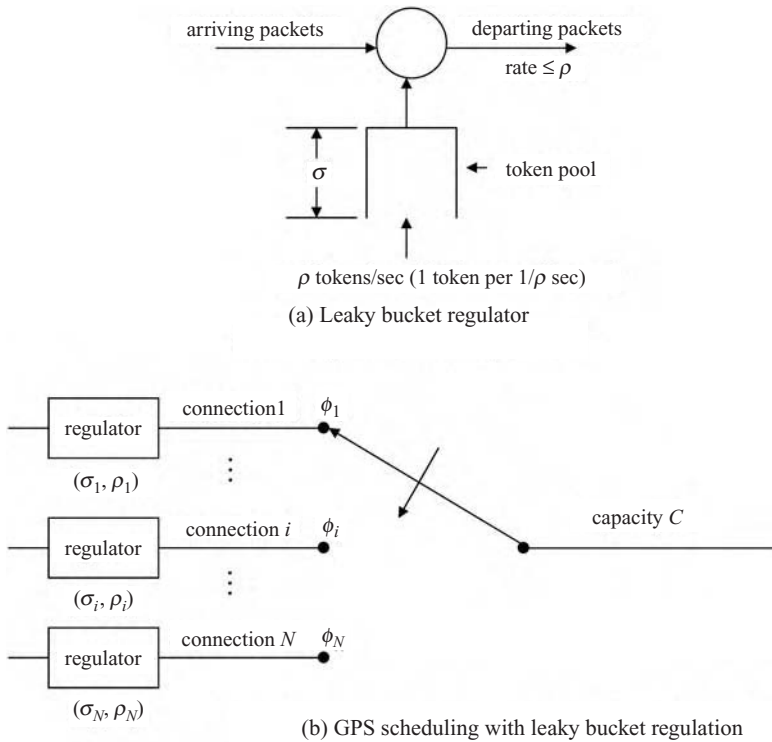 arriving packets
departing packets
rate ≤ ρ
σ
token pool
ρ tokens/sec (1 token per 1/ρ sec)
(a) Leaky bucket regulator
regulator
connection1
ϕ1
(σ1, ρ1)
capacity C
regulator
connection i
ϕi
(σi, ρi)
regulator
connection N
ϕN
(σN, ρN)
(b) GPS scheduling with leaky bucket regulation